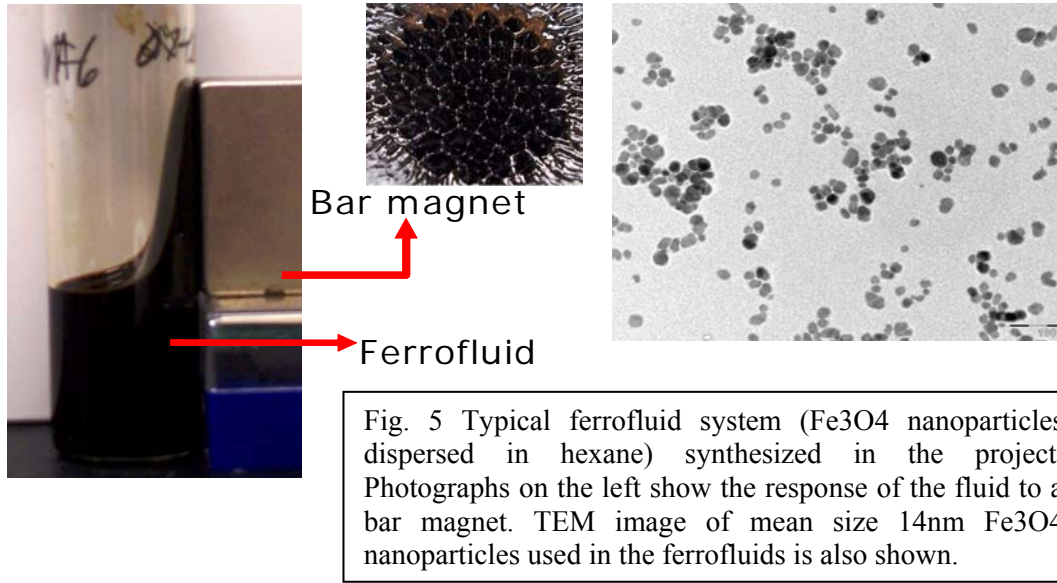 Bar magnet
Ferrofluid
Fig. 5 Typical ferrofluid system (Fe3O4 nanoparticles
dispersed in hexane) synthesized in the project
Photographs on the left show the response of the fluid to a
bar magnet. TEM image of mean size 14nm Fe3O4
nanoparticles used in the ferrofluids is also shown.